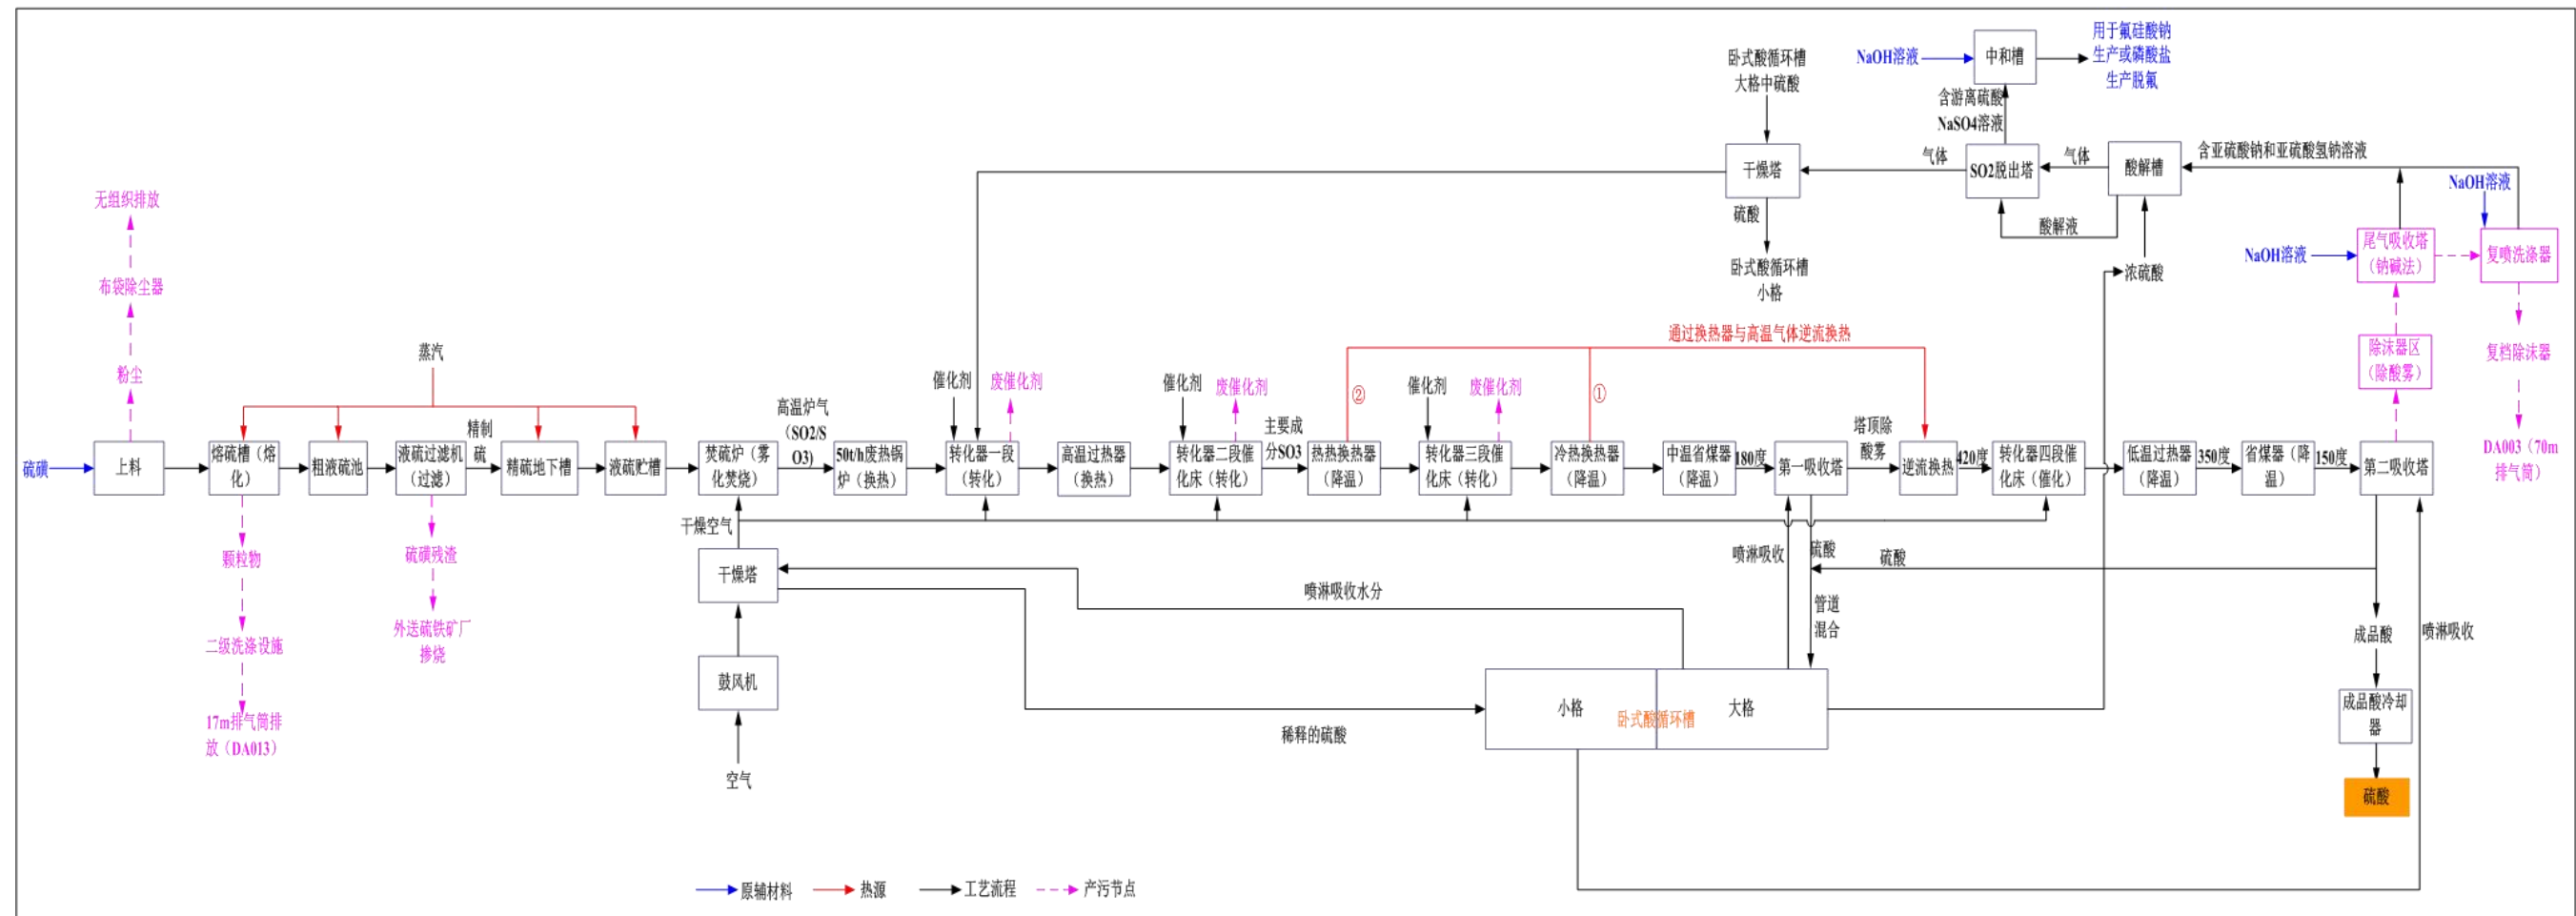 NaOH溶液
中和槽
用于氟硅酸钠
生产或磷酸盐
生产脱氟
卧式酸循环槽
大格中硫酸
含游离硫酸
NaSO4溶液
干燥塔
气体
SO2脱出塔
气体
酸解槽
含亚硫酸钠和亚硫酸氢钠溶液
NaOH溶液
硫酸
酸解液
卧式酸循环槽
小格
浓硫酸
NaOH溶液
尾气吸收塔
(钠碱法)
复喷洗涤器
无组织排放
布袋除尘器
粉尘
蒸汽
通过换热器与高温气体逆流换热
除沫器区
(除酸雾)
复档除沫器
DA003(70m
排气筒)
催化剂
废催化剂
催化剂
废催化剂
②
催化剂
废催化剂
①
硫磺
上料
熔硫槽(熔
化)
粗液硫池
液硫过滤机
(过滤)
精制
硫
精硫地下槽
液硫贮槽
焚硫炉(雾
化焚烧)
高温炉气
(SO2/S
O3)
50t/h废热锅
炉(换热)
转化器一段
(转化)
高温过热器
(换热)
转化器二段催
化床(转化)
主要成
分SO3
热热换热器
(降温)
转化器三段催
化床(转化)
冷热换热器
(降温)
中温省煤器
(降温)
180度
第一吸收塔
塔顶除
酸雾
逆流换热
420度
转化器四段催
化床(催化)
低温过热器
(降温)
350度
省煤器(降
温)
150度
第二吸收塔
颗粒物
二级洗涤设施
17m排气筒排
放(DA013)
硫磺残渣
外送硫铁矿厂
掺烧
干燥空气
干燥塔
鼓风机
空气
喷淋吸收水分
稀释的硫酸
喷淋吸收
硫酸
硫酸
管道
混合
小格
卧式酸循环槽
大格
成品酸
喷淋吸收
成品酸冷却
器
硫酸
原辅材料
热源
工艺流程
产污节点